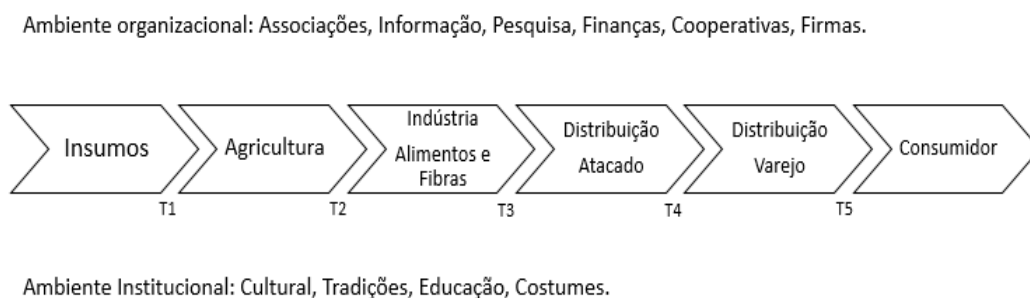 Ambiente organizacional: Associações, Informação, Pesquisa, Finanças, Cooperativas, Firmas.
Insumos
Agricultura
Indústria
Alimentos e
Fibras
Distribuição
Atacado
Distribuição
Varejo
Consumidor
T1
T2
T3
T4
T5
Ambiente Institucional: Cultural, Tradições, Educação, Costumes.